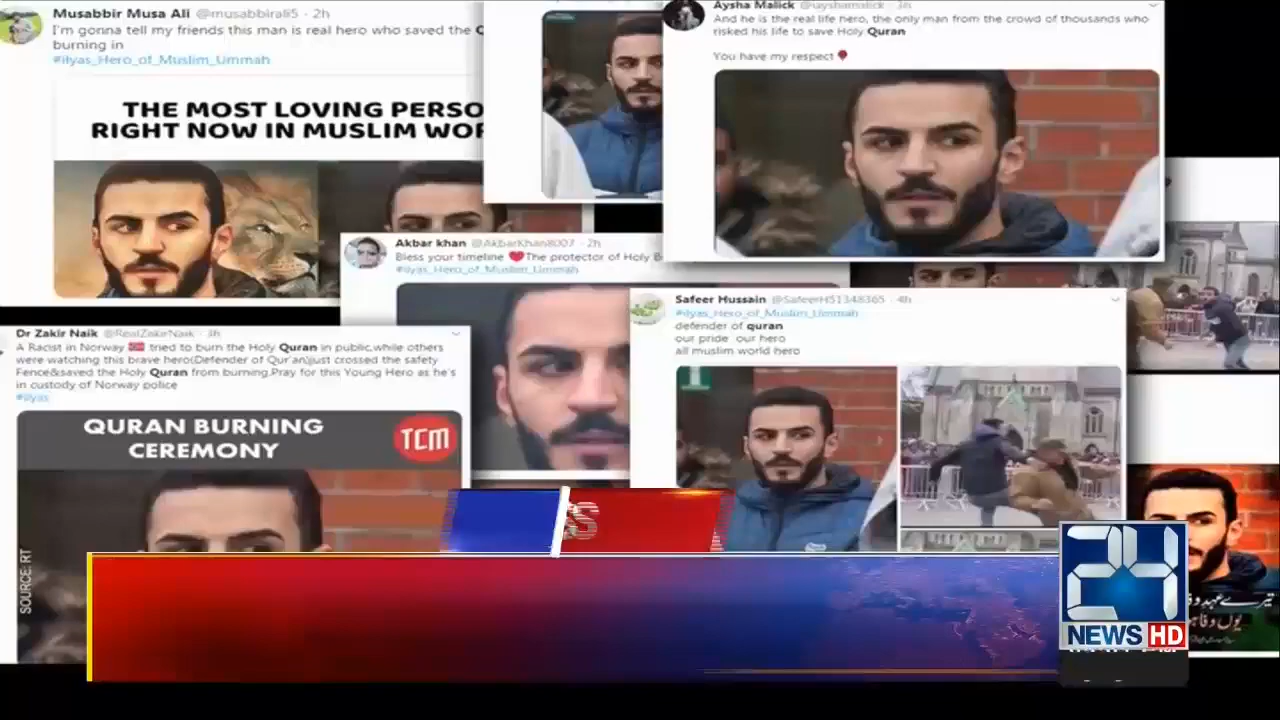 Musabbir Musa Ali @musabbirali5 · 2h
I'm gonna tell my friends this man is real hero who saved the Q
burning in
#ilyas_Hero_of_Muslim_Ummah
THE MOST LOVING PERSO
RIGHT NOW IN MUSLIM WOR
Aysha Malick @uyshamalick · 3h
And he is the real life hero, the only man from the crowd of thousands who
risked his life to save Holy Quran
You have my respect
Akbar khan @AkbarKhan8007 · 2h
Bless your timeline The protector of Holy
#ilyas_Hero_of_Muslim_Ummah
Safeer Hussain @SafeerH51348365 · 4h
#ilyas_Hero_of_Muslim_Ummah
defender of quran
our pride our hero
all muslim world hero
Dr Zakir Naik @RealZakirNaik
A Racist in Norway tried to burn the Holy Quran in public,while others
were watching this brave hero(Defender of Qur'an)just crossed the safety
Fence&saved the Holy Quran from burning.Pray for this Young Hero as he's
in custody of Norway police
#ilyas
QURAN BURNING
CEREMONY
TCM
SOURCE: RT
24
NEWS HD
تیرے عہد